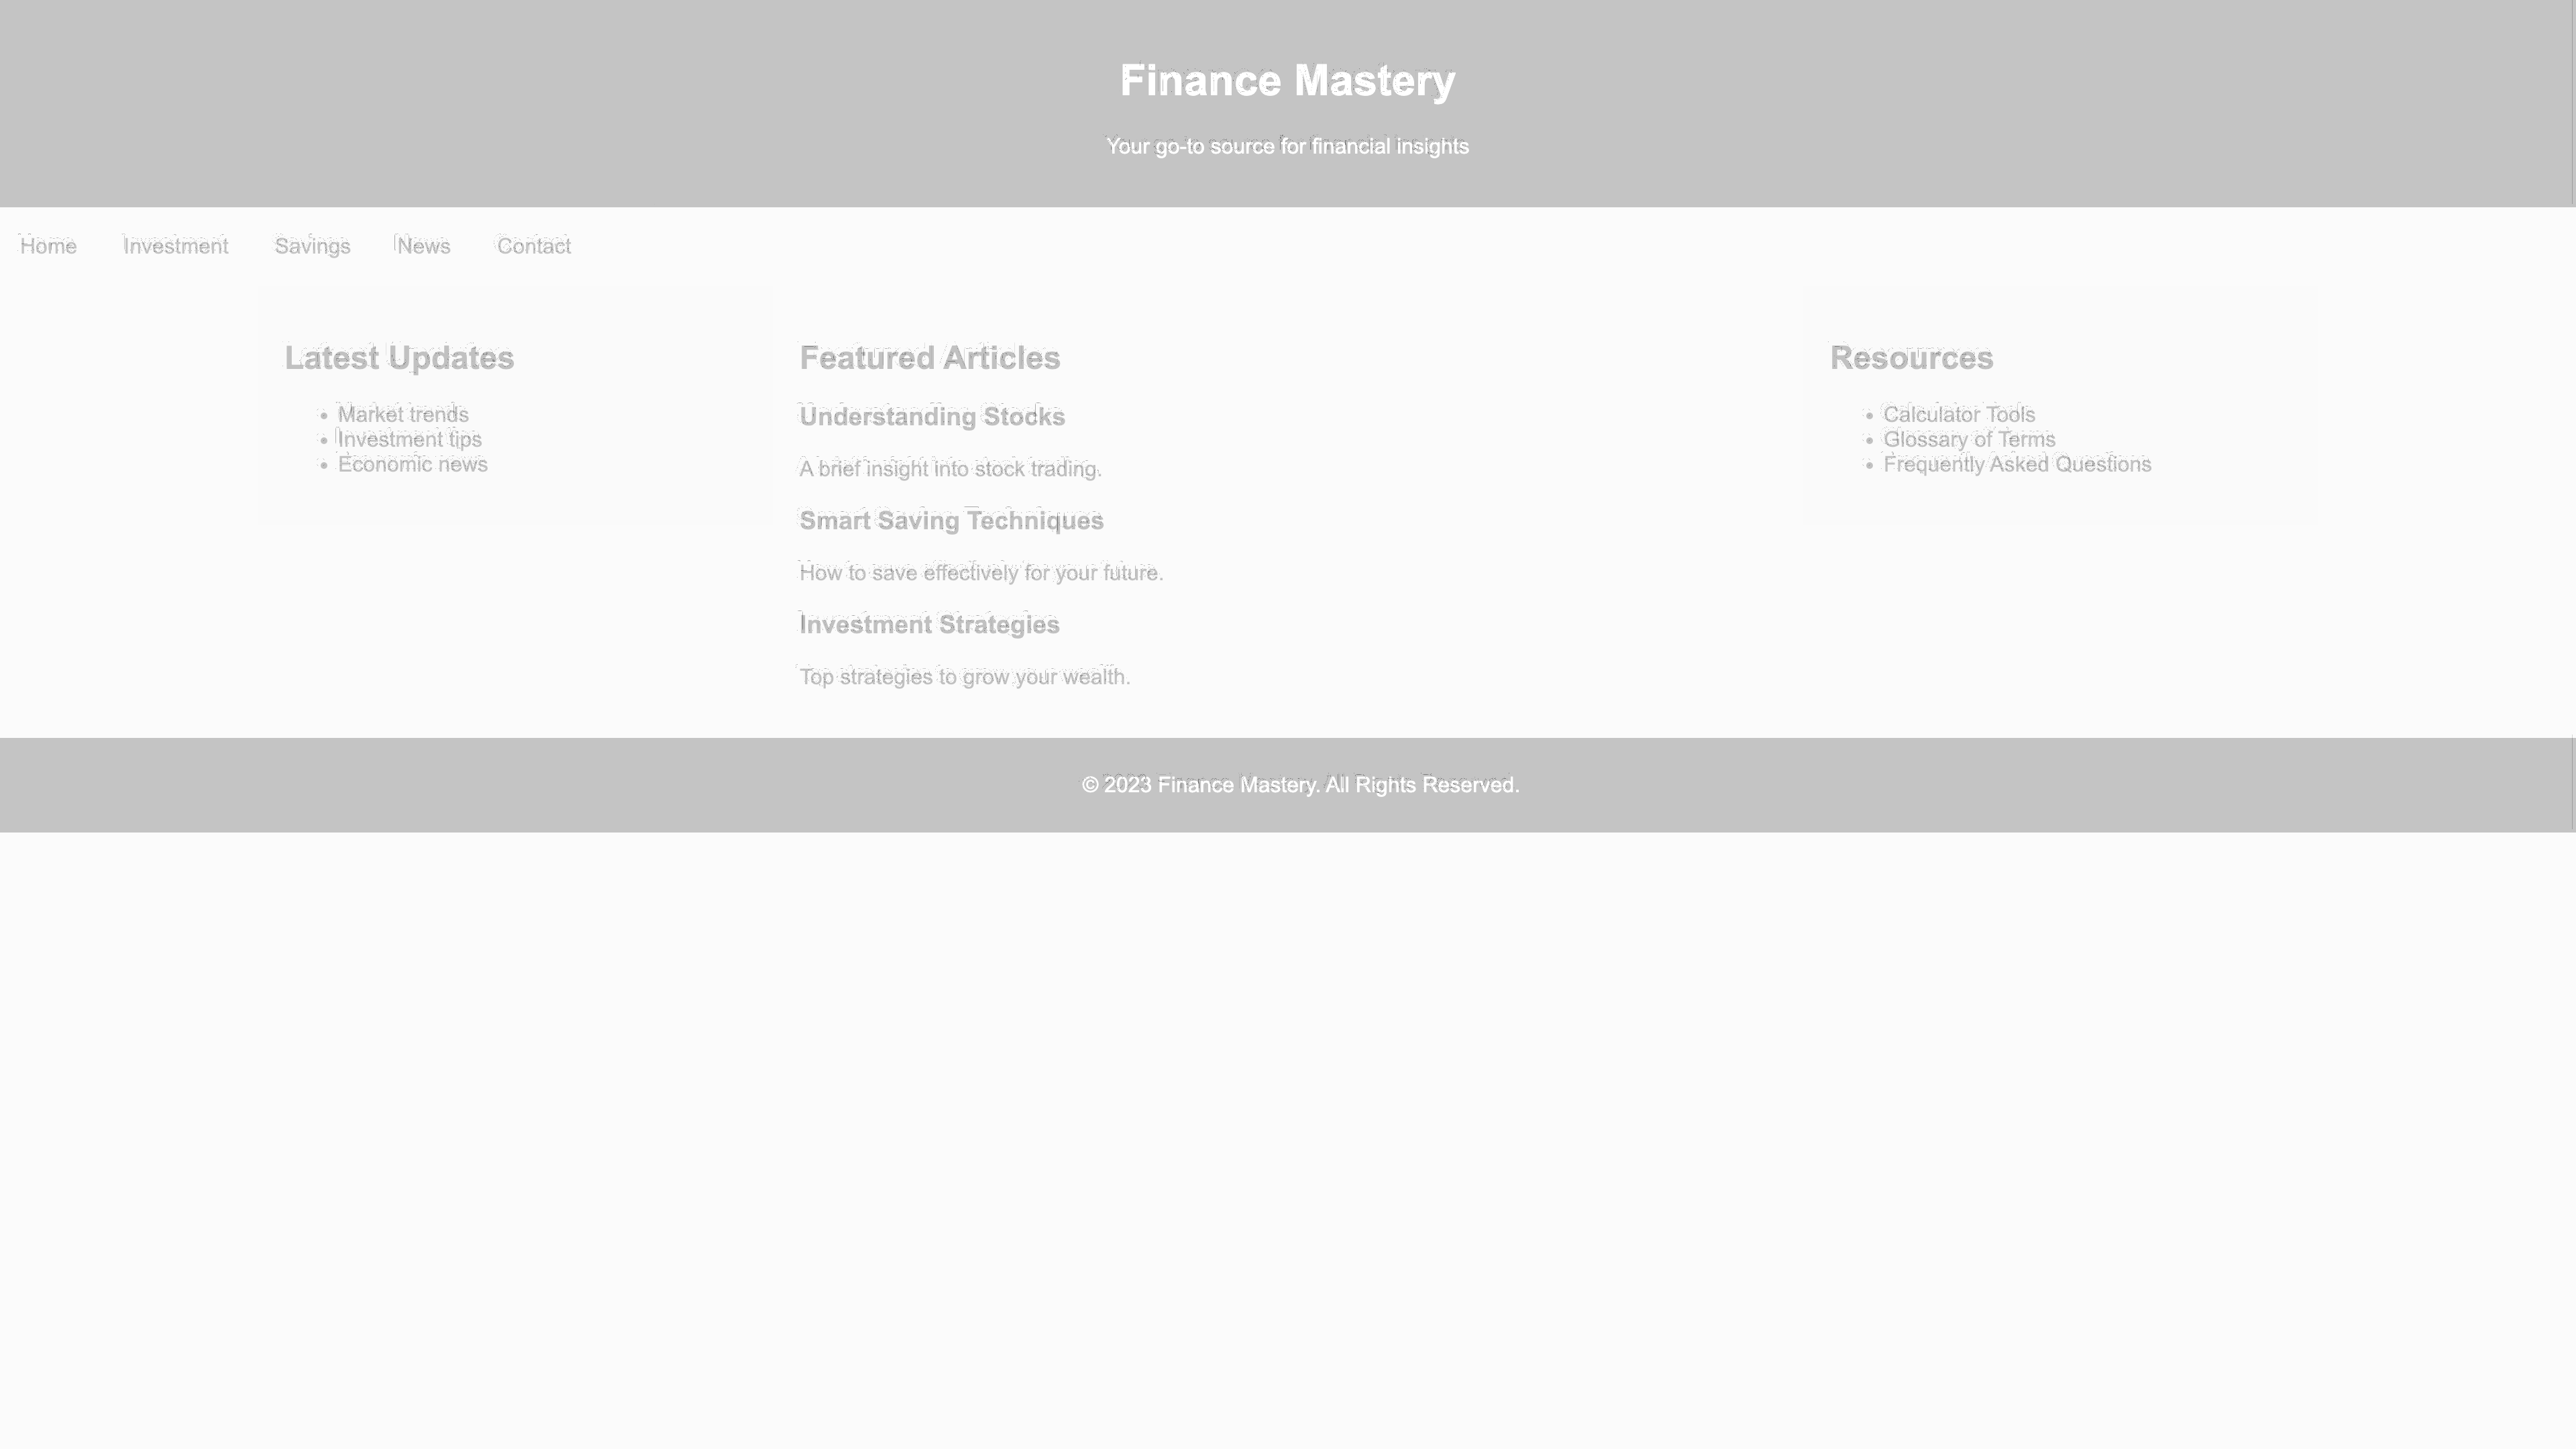 Finance Mastery
Your go-to source for financial insights
Home Investment Savings News Contact
Latest Updates
Market trends
Investment tips
Economic news
Featured Articles
Understanding Stocks
A brief insight into stock trading.
Smart Saving Techniques
How to save effectively for your future.
Investment Strategies
Top strategies to grow your wealth.
Resources
Calculator Tools
Glossary of Terms
Frequently Asked Questions
© 2023 Finance Mastery. All Rights Reserved.